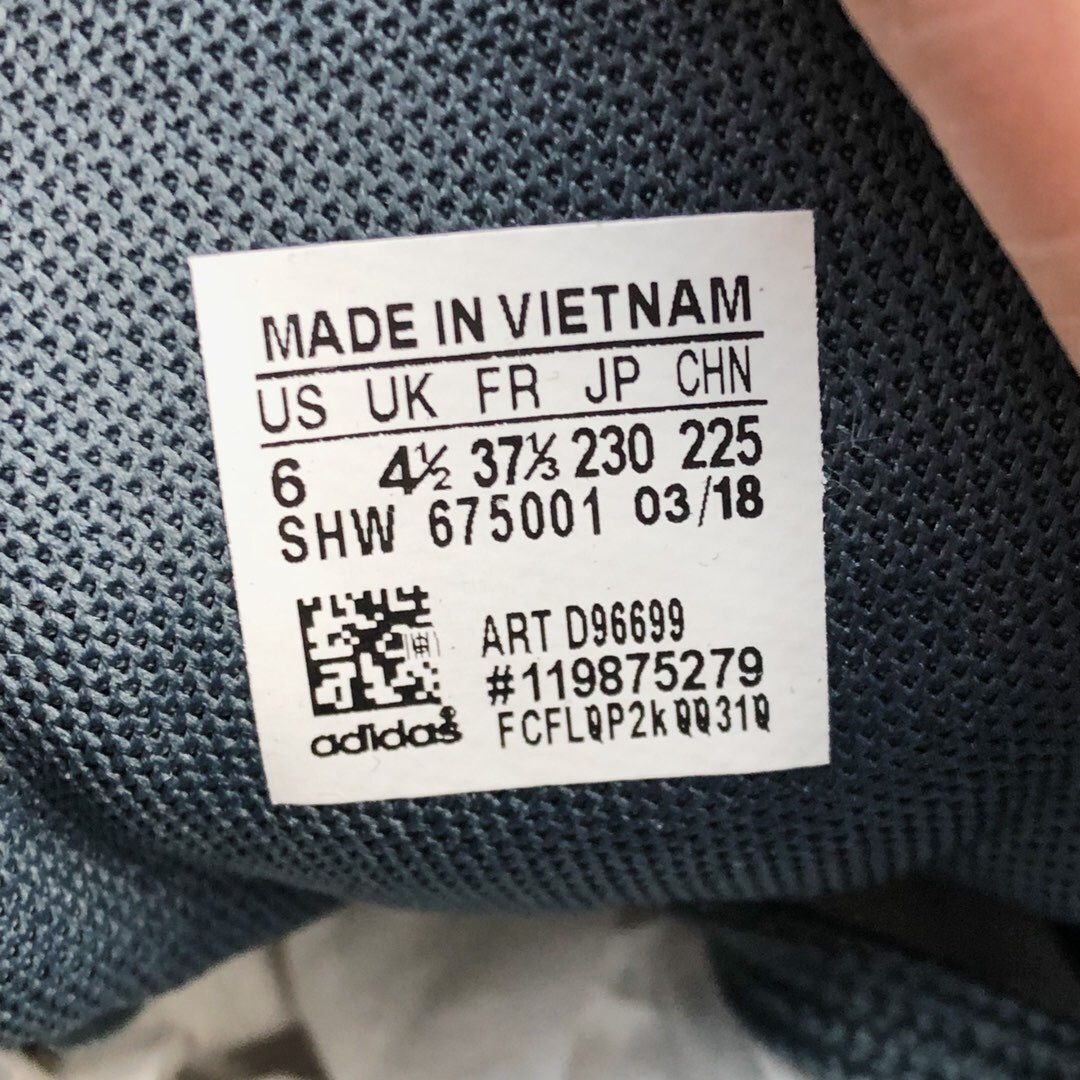 MADE IN VIETNAM
US UK FR JP CHN
6 4½ 37⅓ 230 225
SHW 675001 03/18
ART D96699
#119875279
adidas® FCFLQP2kQQ31Q